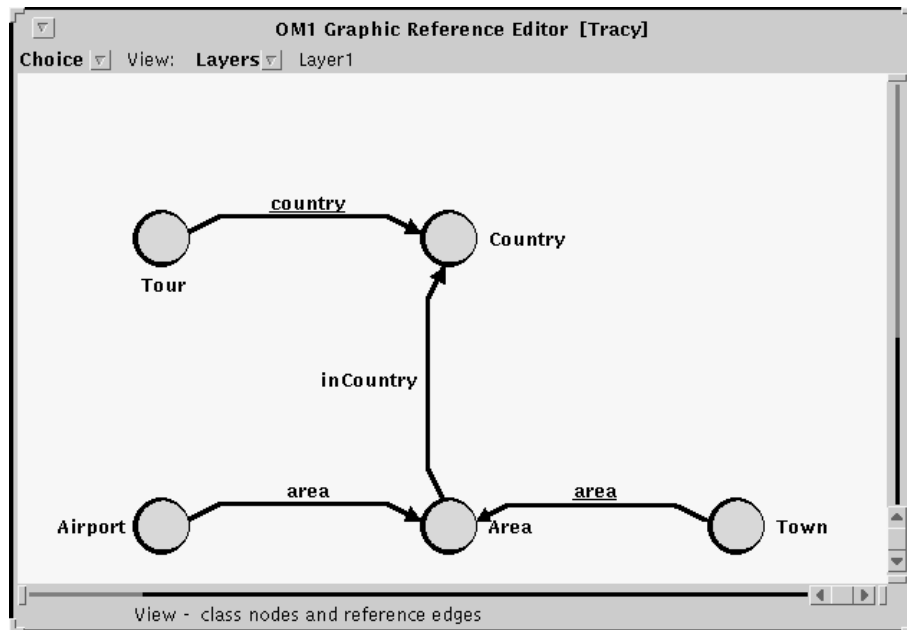 OM1 Graphic Reference Editor [Tracy]
Choice View: Layers Layer1
country
Country
Tour
inCountry
area
area
Airport
Area
Town
View - class nodes and reference edges